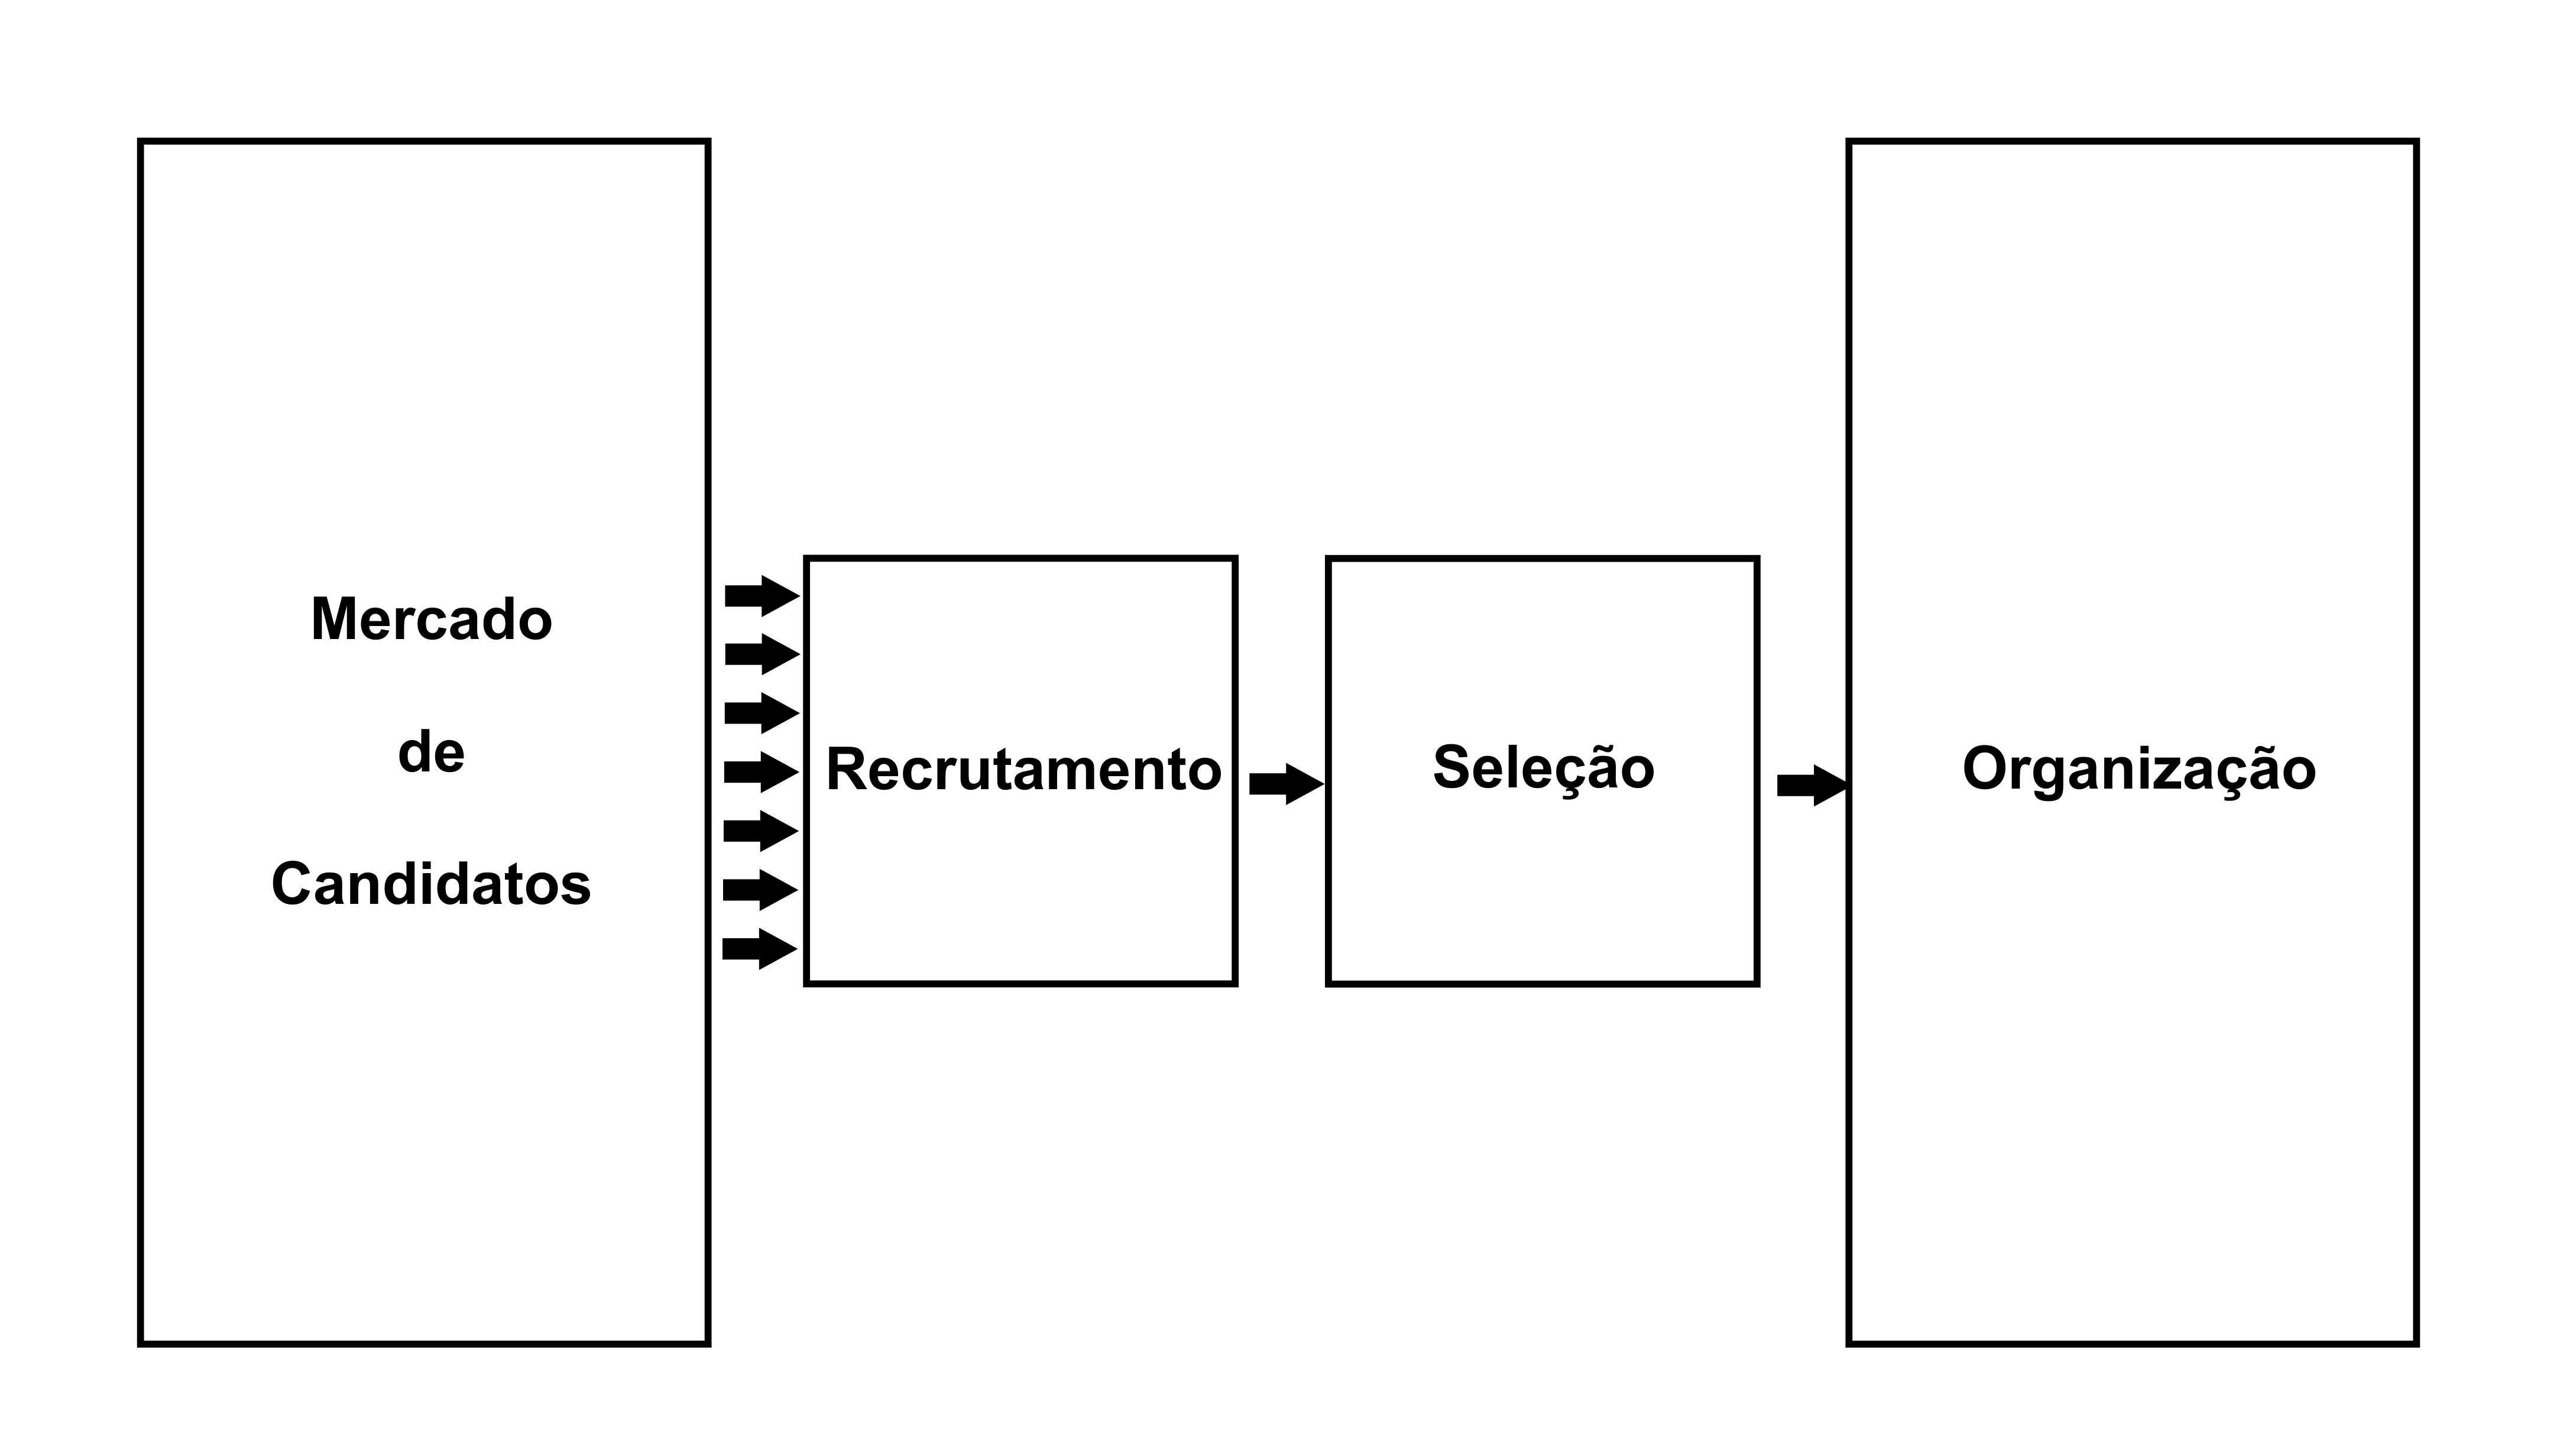 Mercado
de
Candidatos
Recrutamento
Seleção
Organização